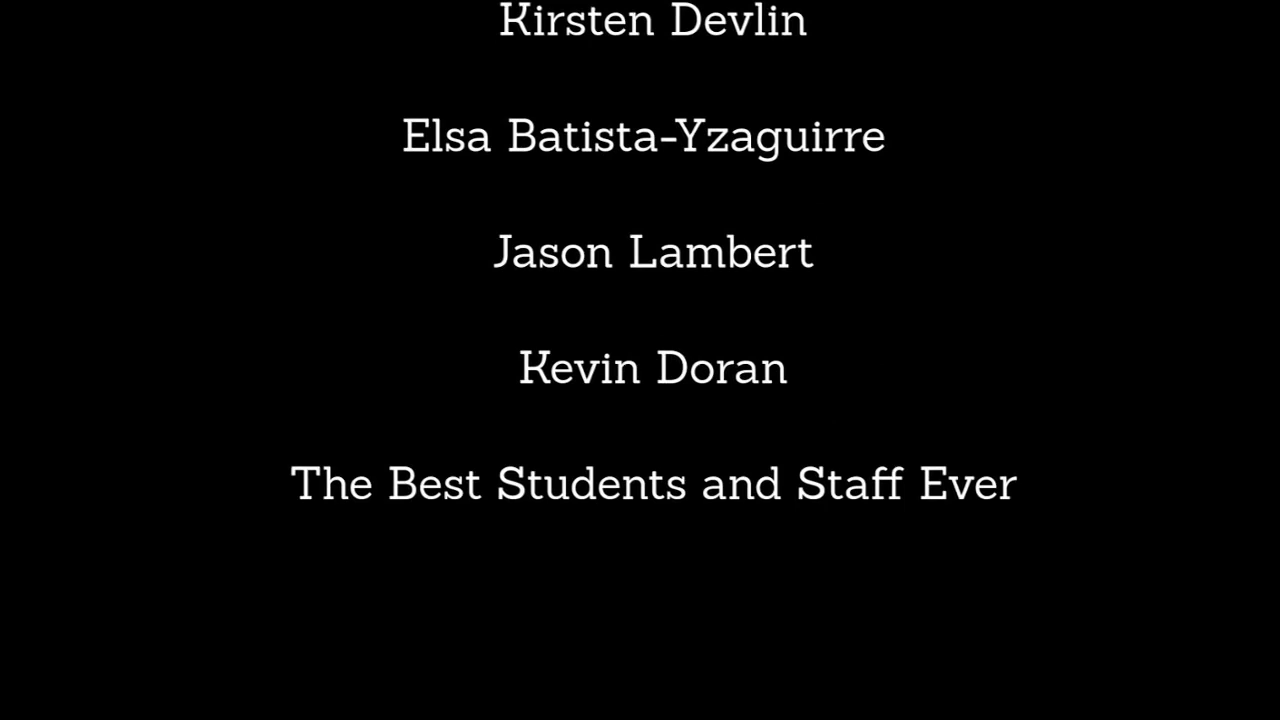 Kirsten Devlin
Elsa Batista-Yzaguirre
Jason Lambert
Kevin Doran
The Best Students and Staff Ever